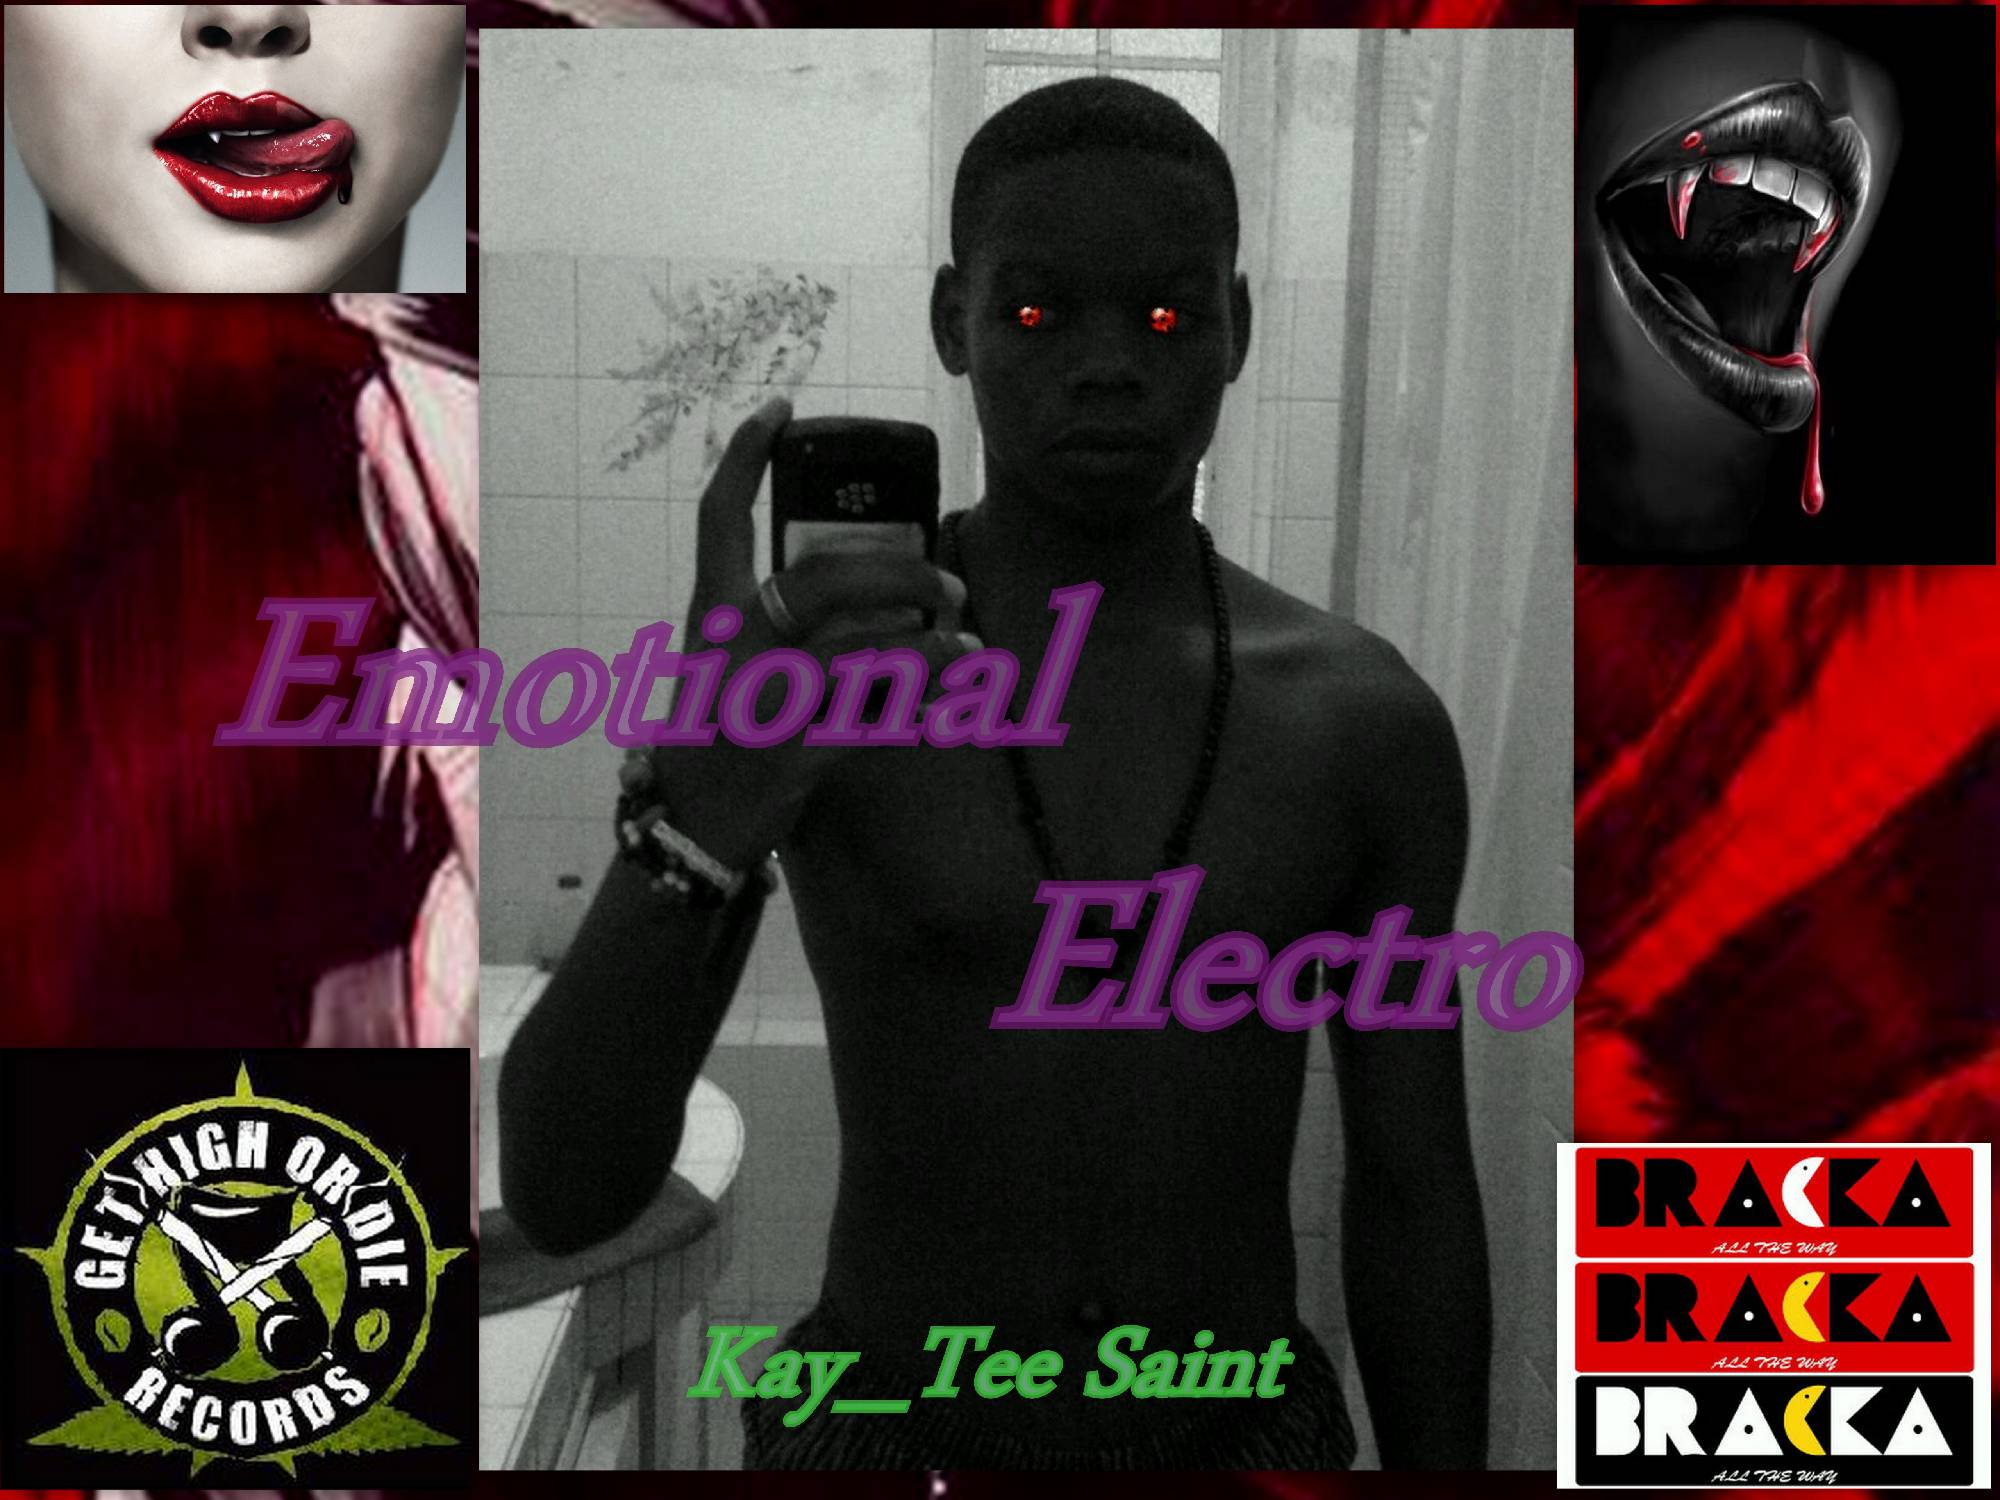 Emotional
Electro
Kay_Tee Saint
GET HIGH OR DIE
RECORDS
BRACKA
ALL THE WAY
BRACKA
ALL THE WAY
BRACKA
ALL THE WAY